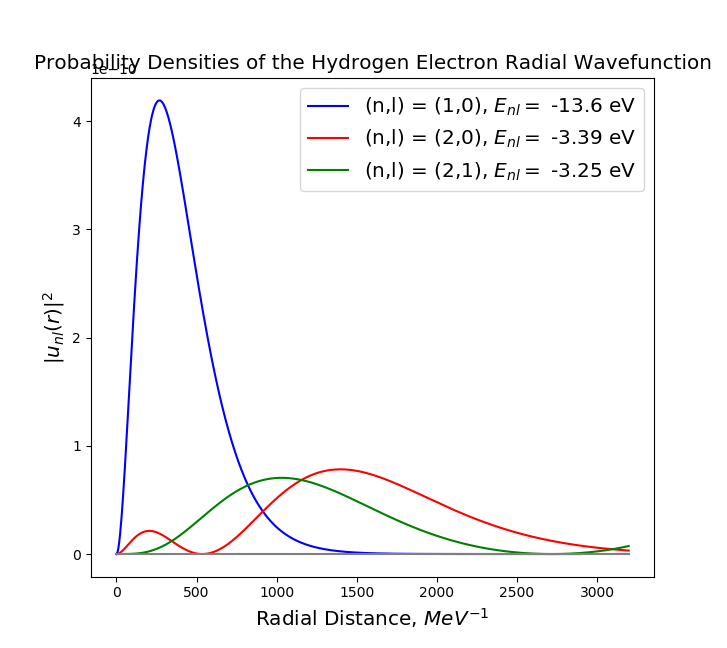 Probability Densities of the Hydrogen Electron Radial Wavefunction
1e−10
(n,l) = (1,0), E_{nl} = -13.6 eV
(n,l) = (2,0), E_{nl} = -3.39 eV
(n,l) = (2,1), E_{nl} = -3.25 eV
4
3
2
1
0
|u_{nl}(r)|^2
0 500 1000 1500 2000 2500 3000
Radial Distance, MeV^{-1}